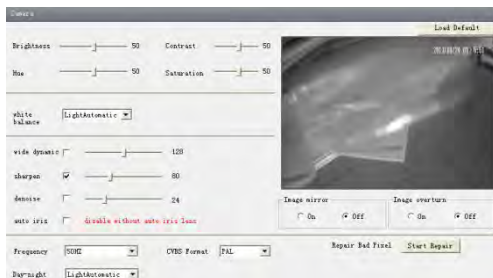 Camera
Load Default
Brightness 50 Contrast 50
Hue 50 Saturation 50
white balance LightAutomatic
wide dynamic 128
sharpen 80
denoise 24
auto iris disable without auto iris lens
Image mirror Image overturn
On Off On Off
Frequency 50HZ CVBS Format PAL Repair Bad Pixel Start Repair
Day-night LightAutomatic